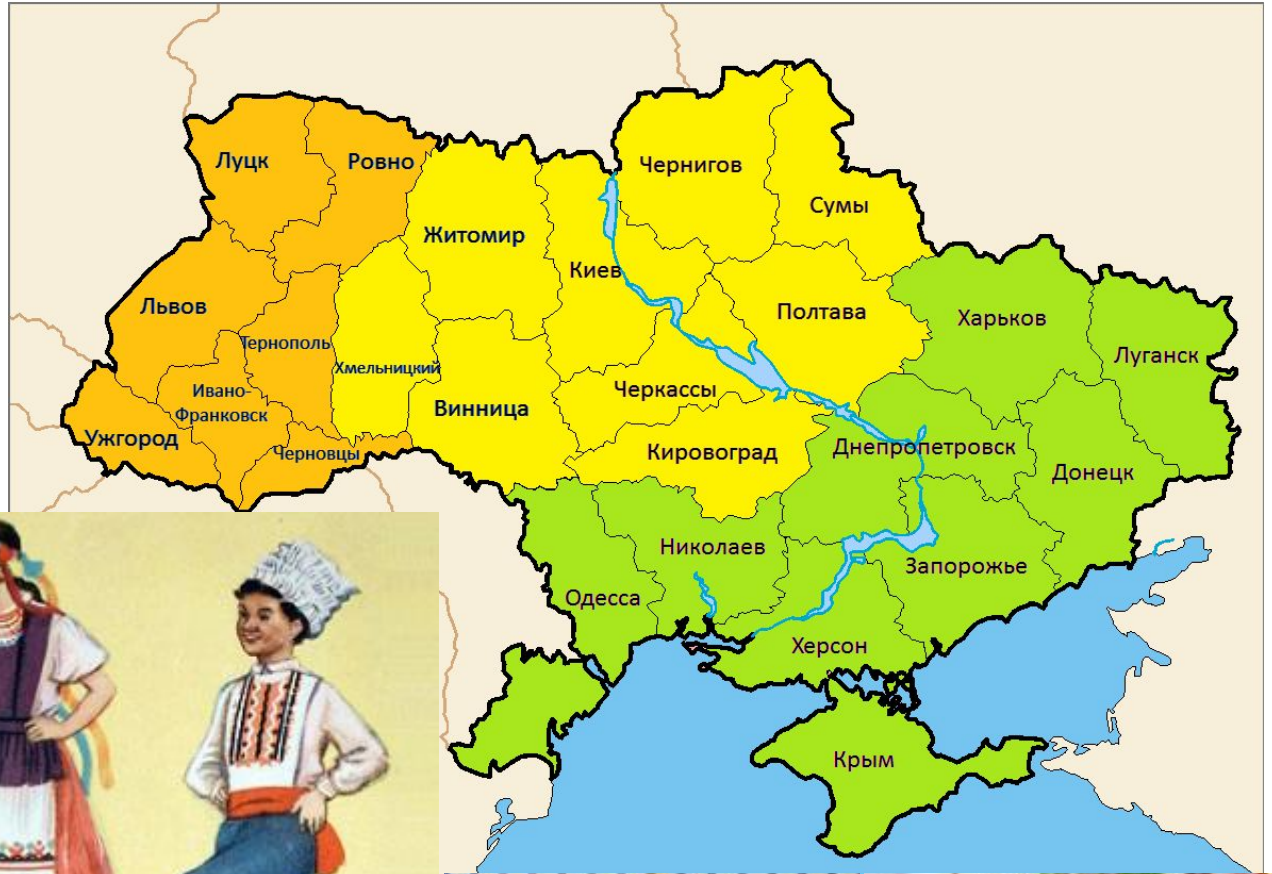 Чернигов
Луцк
Ровно
Сумы
Житомир
Киев
Львов
Полтава
Харьков
Тернополь
Луганск
Хмельницкий
Ивано-
Франковск
Черкассы
Винница
Ужгород
Черновцы
Кировоград
Днепропетровск
Донецк
Николаев
Запорожье
Одесса
Херсон
Крым